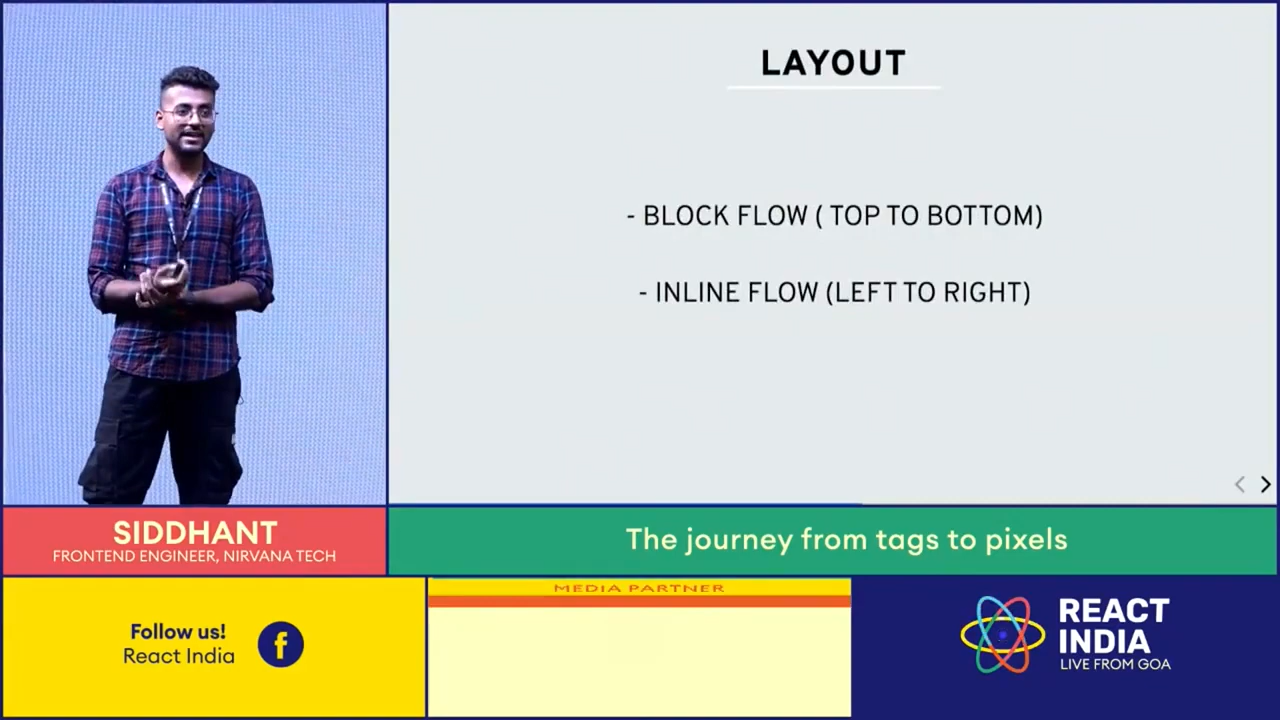 LAYOUT
- BLOCK FLOW ( TOP TO BOTTOM)
- INLINE FLOW (LEFT TO RIGHT)
SIDDHANT
FRONTEND ENGINEER, NIRVANA TECH
The journey from tags to pixels
Follow us!
React India
f
MEDIA PARTNER
REACT
INDIA
LIVE FROM GOA